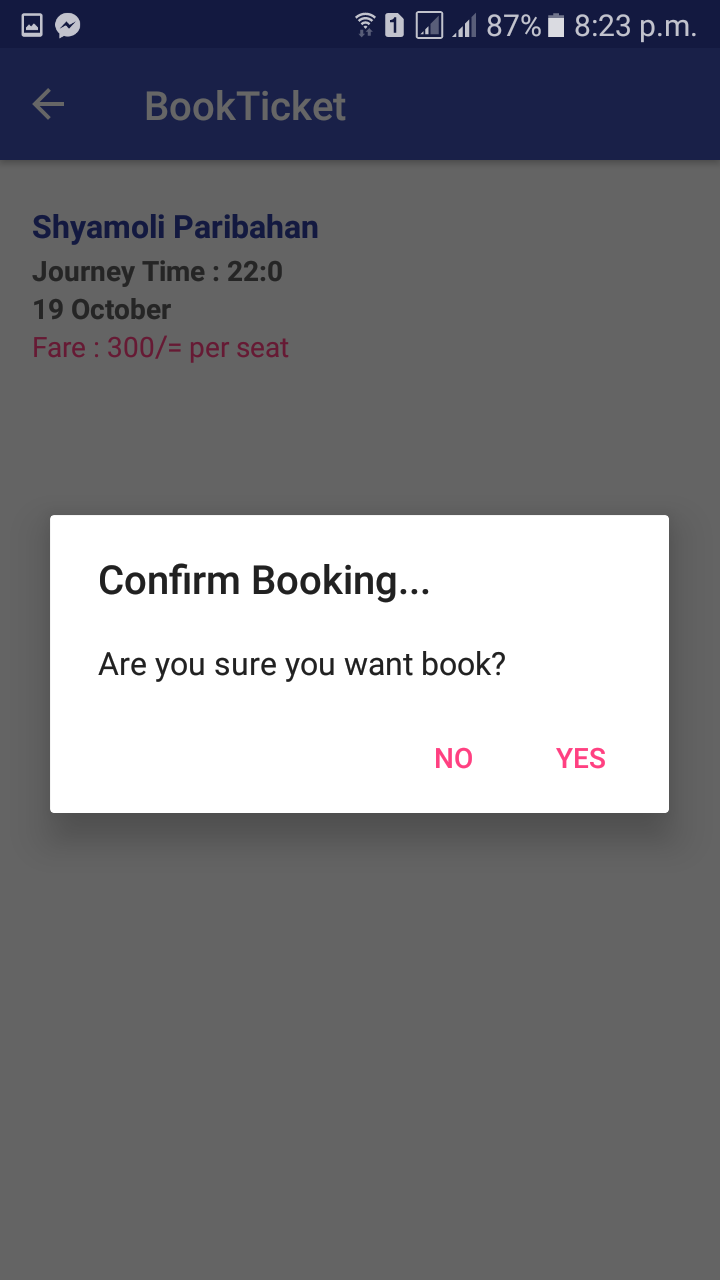 1 87% 8:23 p.m.
BookTicket
Shyamoli Paribahan
Journey Time : 22:0
19 October
Fare : 300/= per seat
Confirm Booking...
Are you sure you want book?
NO YES